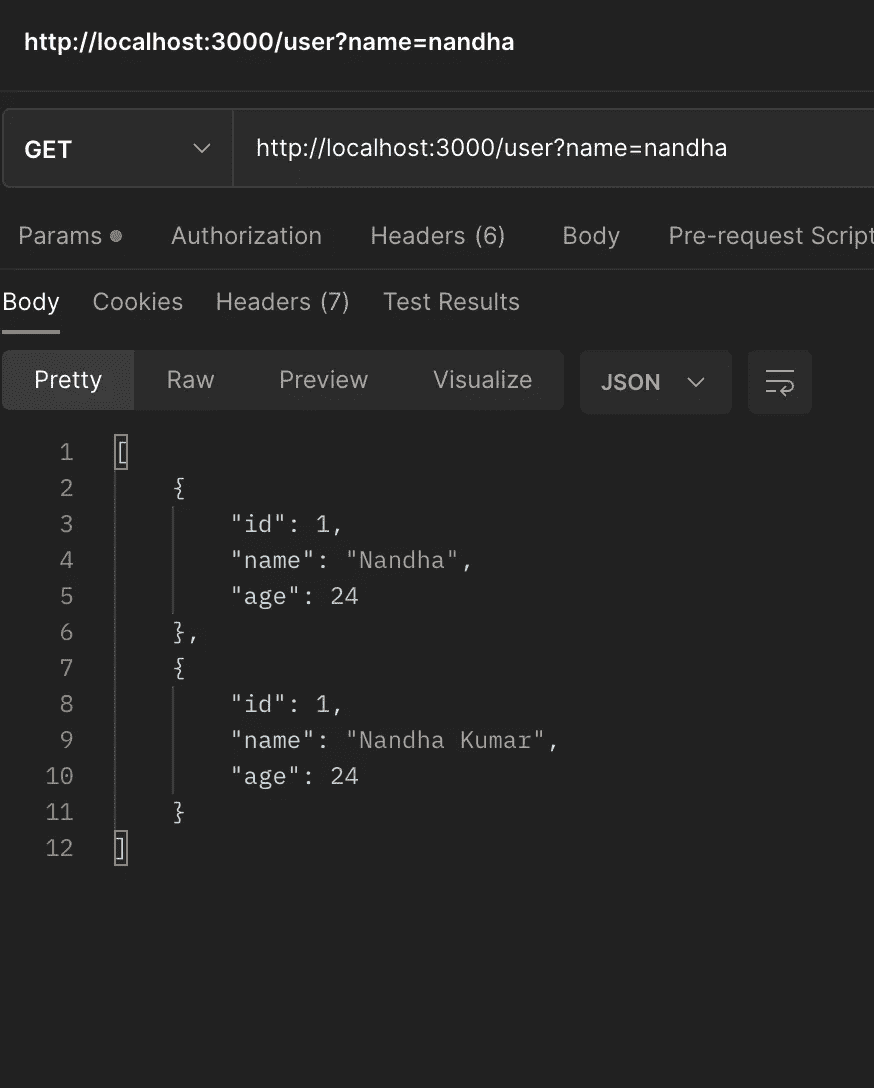 http://localhost:3000/user?name=nandha
GET http://localhost:3000/user?name=nandha
Params Authorization Headers (6) Body Pre-request Script
Body Cookies Headers (7) Test Results
Pretty Raw Preview Visualize JSON
1 [
2 {
3 "id": 1,
4 "name": "Nandha",
5 "age": 24
6 },
7 {
8 "id": 1,
9 "name": "Nandha Kumar",
10 "age": 24
11 }
12 ]